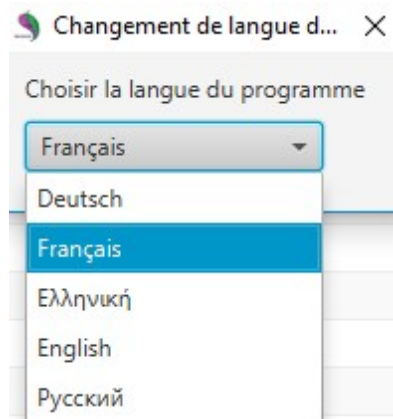 Changement de langue d...
Choisir la langue du programme
Français
Deutsch
Français
Ελληνική
English
Русский